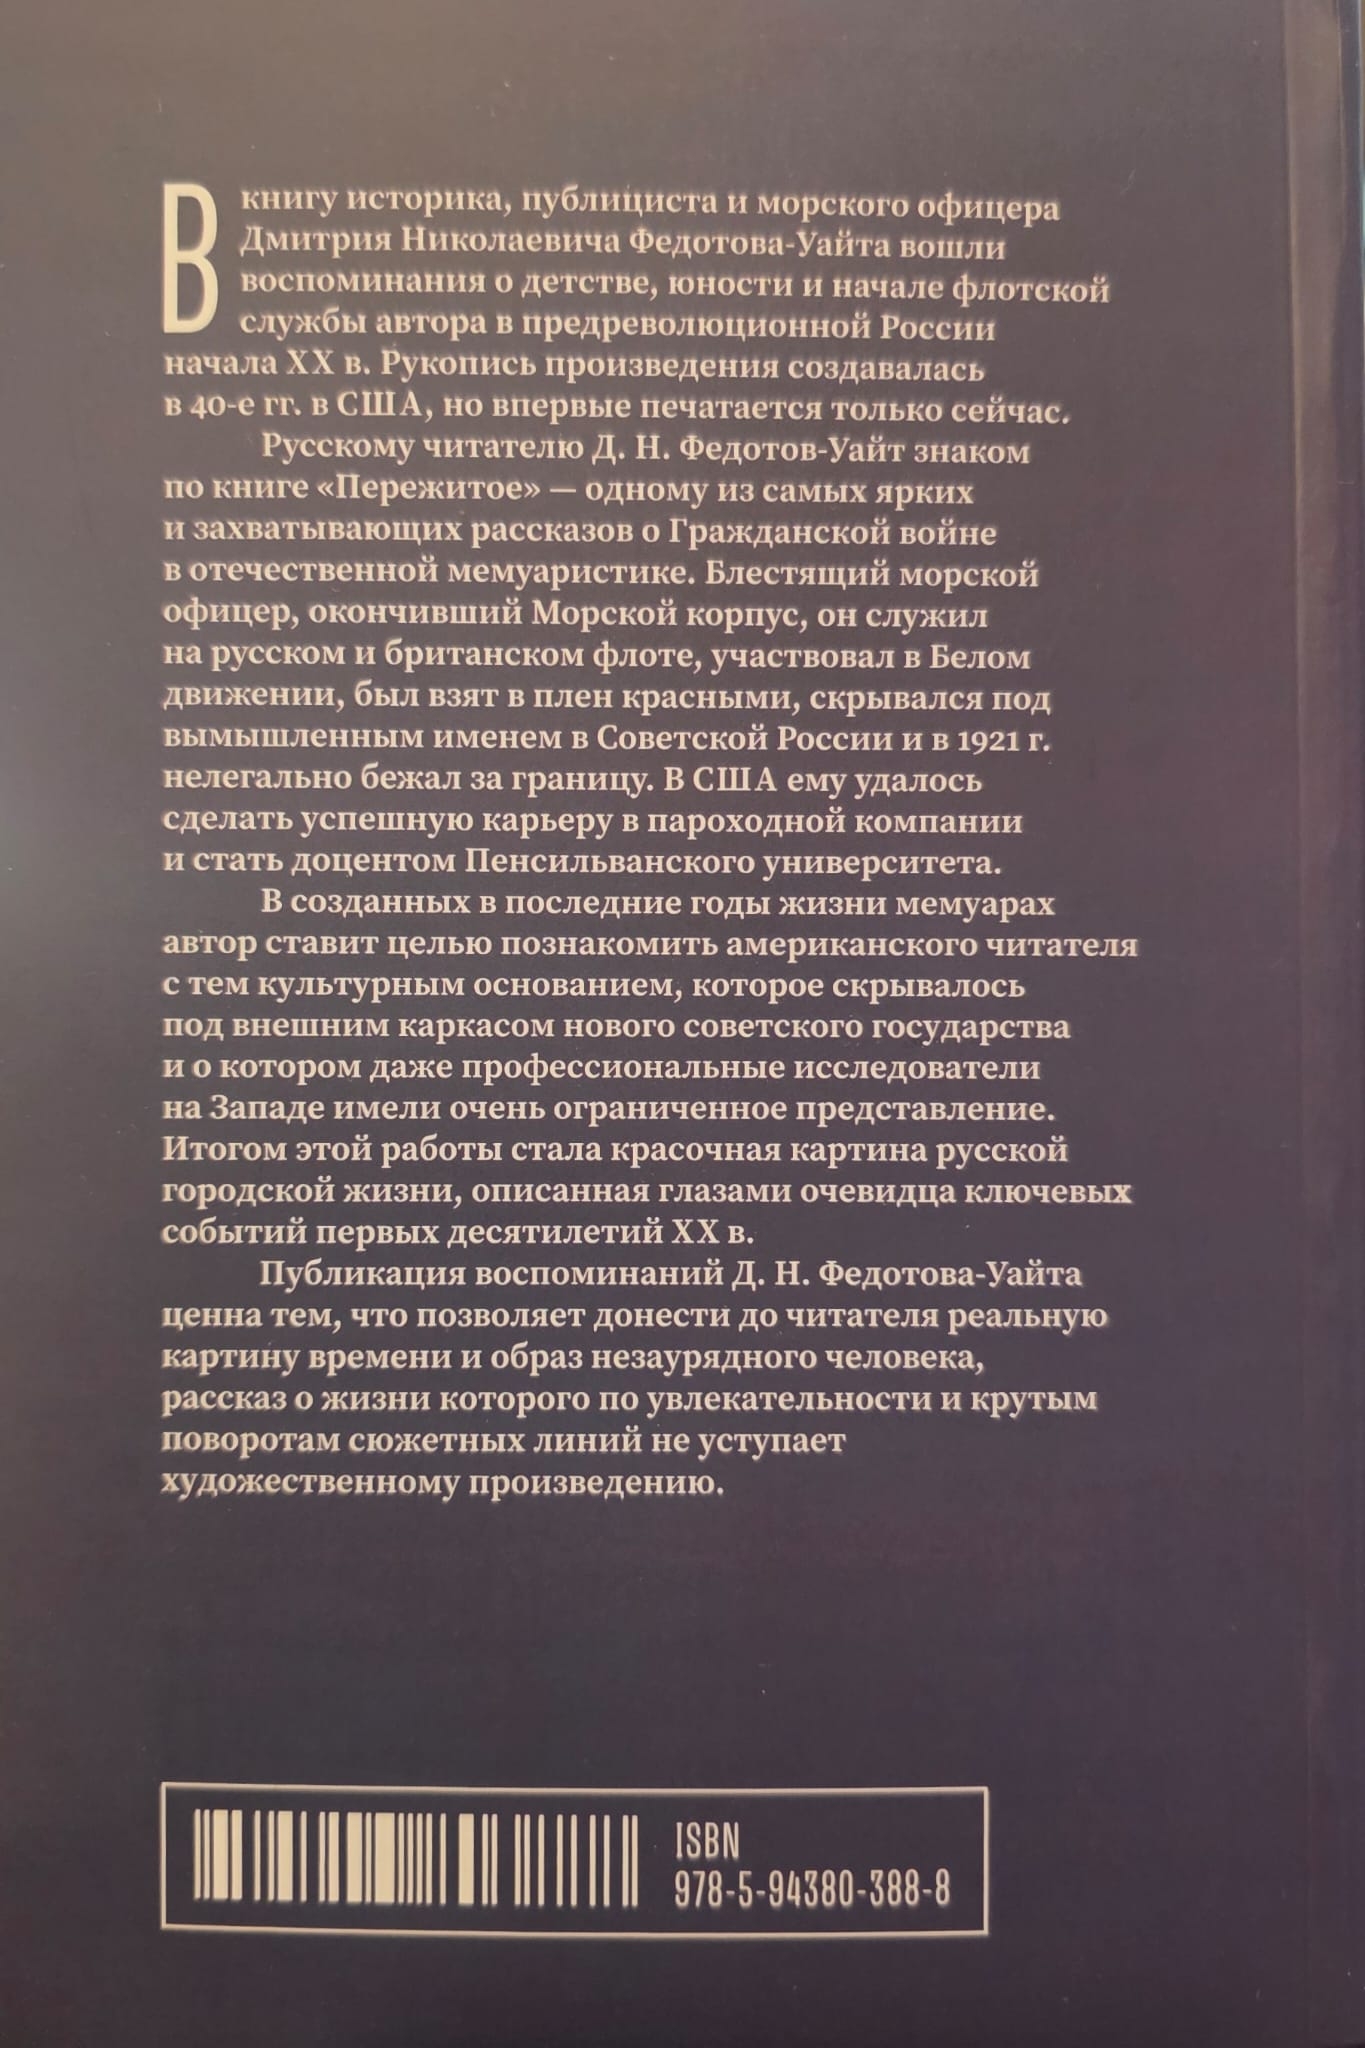 В книгу историка, публициста и морского офицера
Дмитрия Николаевича Федотова-Уайта вошли
воспоминания о детстве, юности и начале флотской
службы автора в предреволюционной России
начала XX в. Рукопись произведения создавалась
в 40-е гг. в США, но впервые печатается только сейчас.
Русскому читателю Д. Н. Федотов-Уайт знаком
по книге «Пережитое» — одному из самых ярких
и захватывающих рассказов о Гражданской войне
в отечественной мемуаристике. Блестящий морской
офицер, окончивший Морской корпус, он служил
на русском и британском флоте, участвовал в Белом
движении, был взят в плен красными, скрывался под
вымышленным именем в Советской России и в 1921 г.
нелегально бежал за границу. В США ему удалось
сделать успешную карьеру в пароходной компании
и стать доцентом Пенсильванского университета.
В созданных в последние годы жизни мемуарах
автор ставит целью познакомить американского читателя
с тем культурным основанием, которое скрывалось
под внешним каркасом нового советского государства
и о котором даже профессиональные исследователи
на Западе имели очень ограниченное представление.
Итогом этой работы стала красочная картина русской
городской жизни, описанная глазами очевидца ключевых
событий первых десятилетий XX в.
Публикация воспоминаний Д. Н. Федотова-Уайта
ценна тем, что позволяет донести до читателя реальную
картину времени и образ незаурядного человека,
рассказ о жизни которого по увлекательности и крутым
поворотам сюжетных линий не уступает
художественному произведению.
ISBN
978-5-94380-388-8